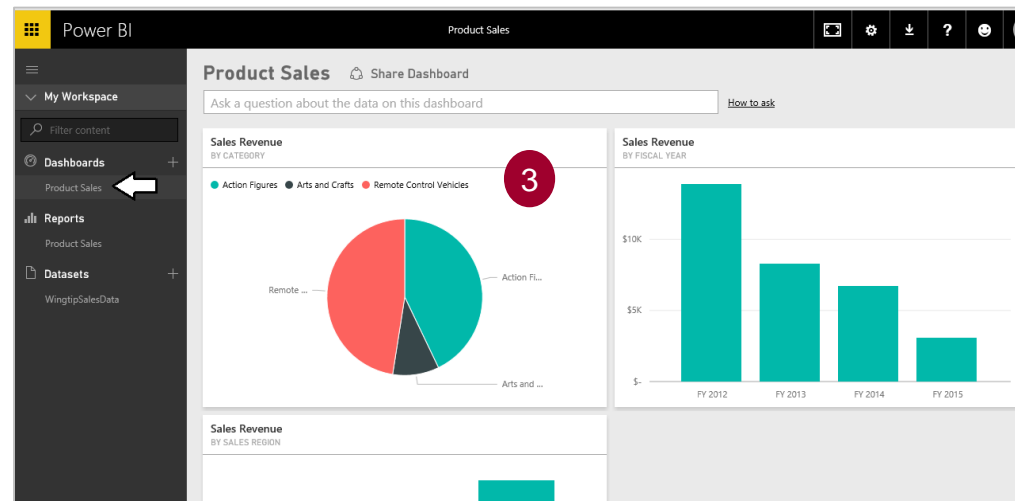 Power BI
Product Sales
?
My Workspace
Filter content
Dashboards
Product Sales
Reports
Product Sales
Datasets
WingtipSalesData
Product Sales Share Dashboard
Ask a question about the data on this dashboard How to ask
Sales Revenue
BY CATEGORY
Action Figures Arts and Crafts Remote Control Vehicles
3
Action Fi...
Remote ...
Arts and ...
Sales Revenue
BY FISCAL YEAR
$10K
$5K
$-
FY 2012 FY 2013 FY 2014 FY 2015
Sales Revenue
BY SALES REGION